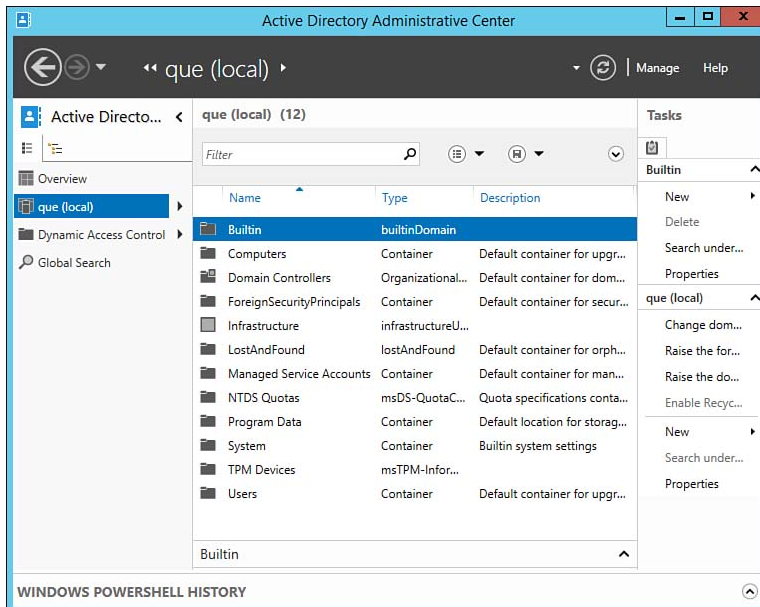 Active Directory Administrative Center
que (local)
Manage
Help
Active Directo...
Overview
que (local)
Dynamic Access Control
Global Search
que (local) (12)
Filter
Name Type Description
Builtin builtinDomain
Computers Container Default container for upgr...
Domain Controllers Organizational... Default container for dom...
ForeignSecurityPrincipals Container Default container for secur...
Infrastructure infrastructureU...
LostAndFound lostAndFound Default container for orph...
Managed Service Accounts Container Default container for man...
NTDS Quotas msDS-QuotaC... Quota specifications conta...
Program Data Container Default location for storag...
System Container Builtin system settings
TPM Devices msTPM-Infor...
Users Container Default container for upgr...
Builtin
Tasks
Builtin
New
Delete
Search under...
Properties
que (local)
Change dom...
Raise the for...
Raise the do...
Enable Recyc...
New
Search under...
Properties
WINDOWS POWERSHELL HISTORY